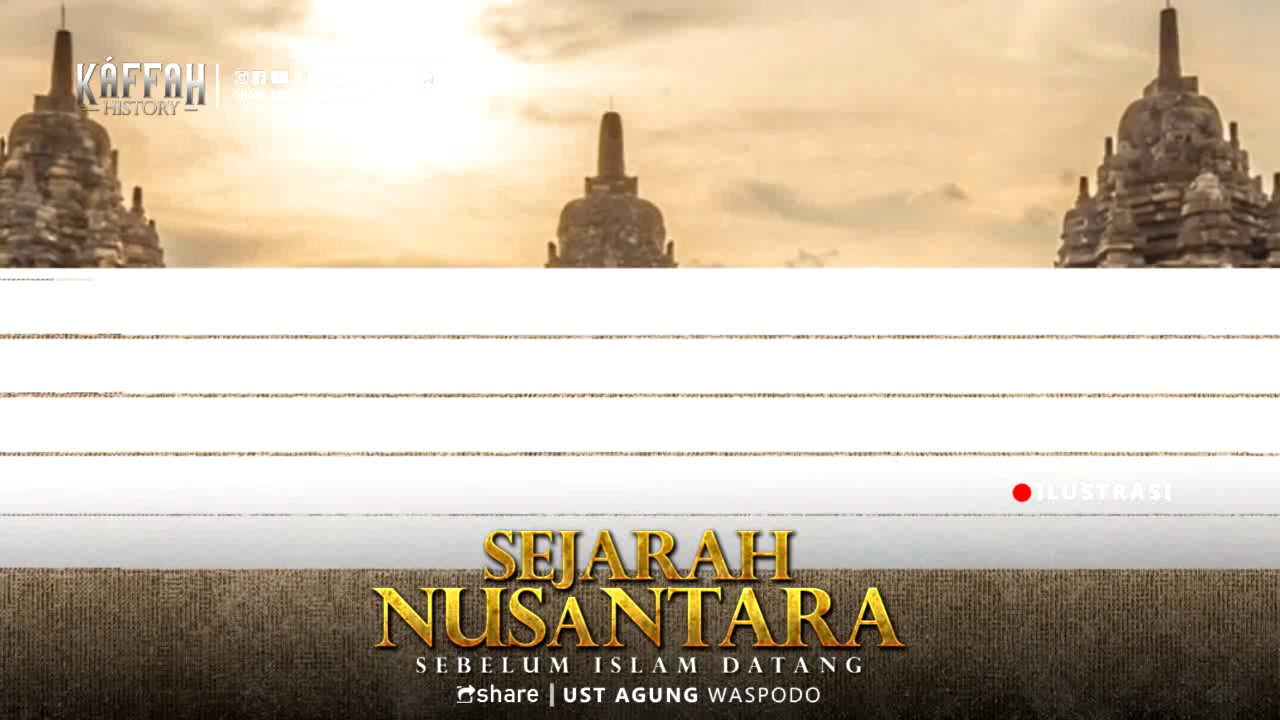 KÁFFAH
HISTORY
ILUSTRASI
SEJARAH
NUSANTARA
SEBELUM ISLAM DATANG
share | UST AGUNG WASPODO